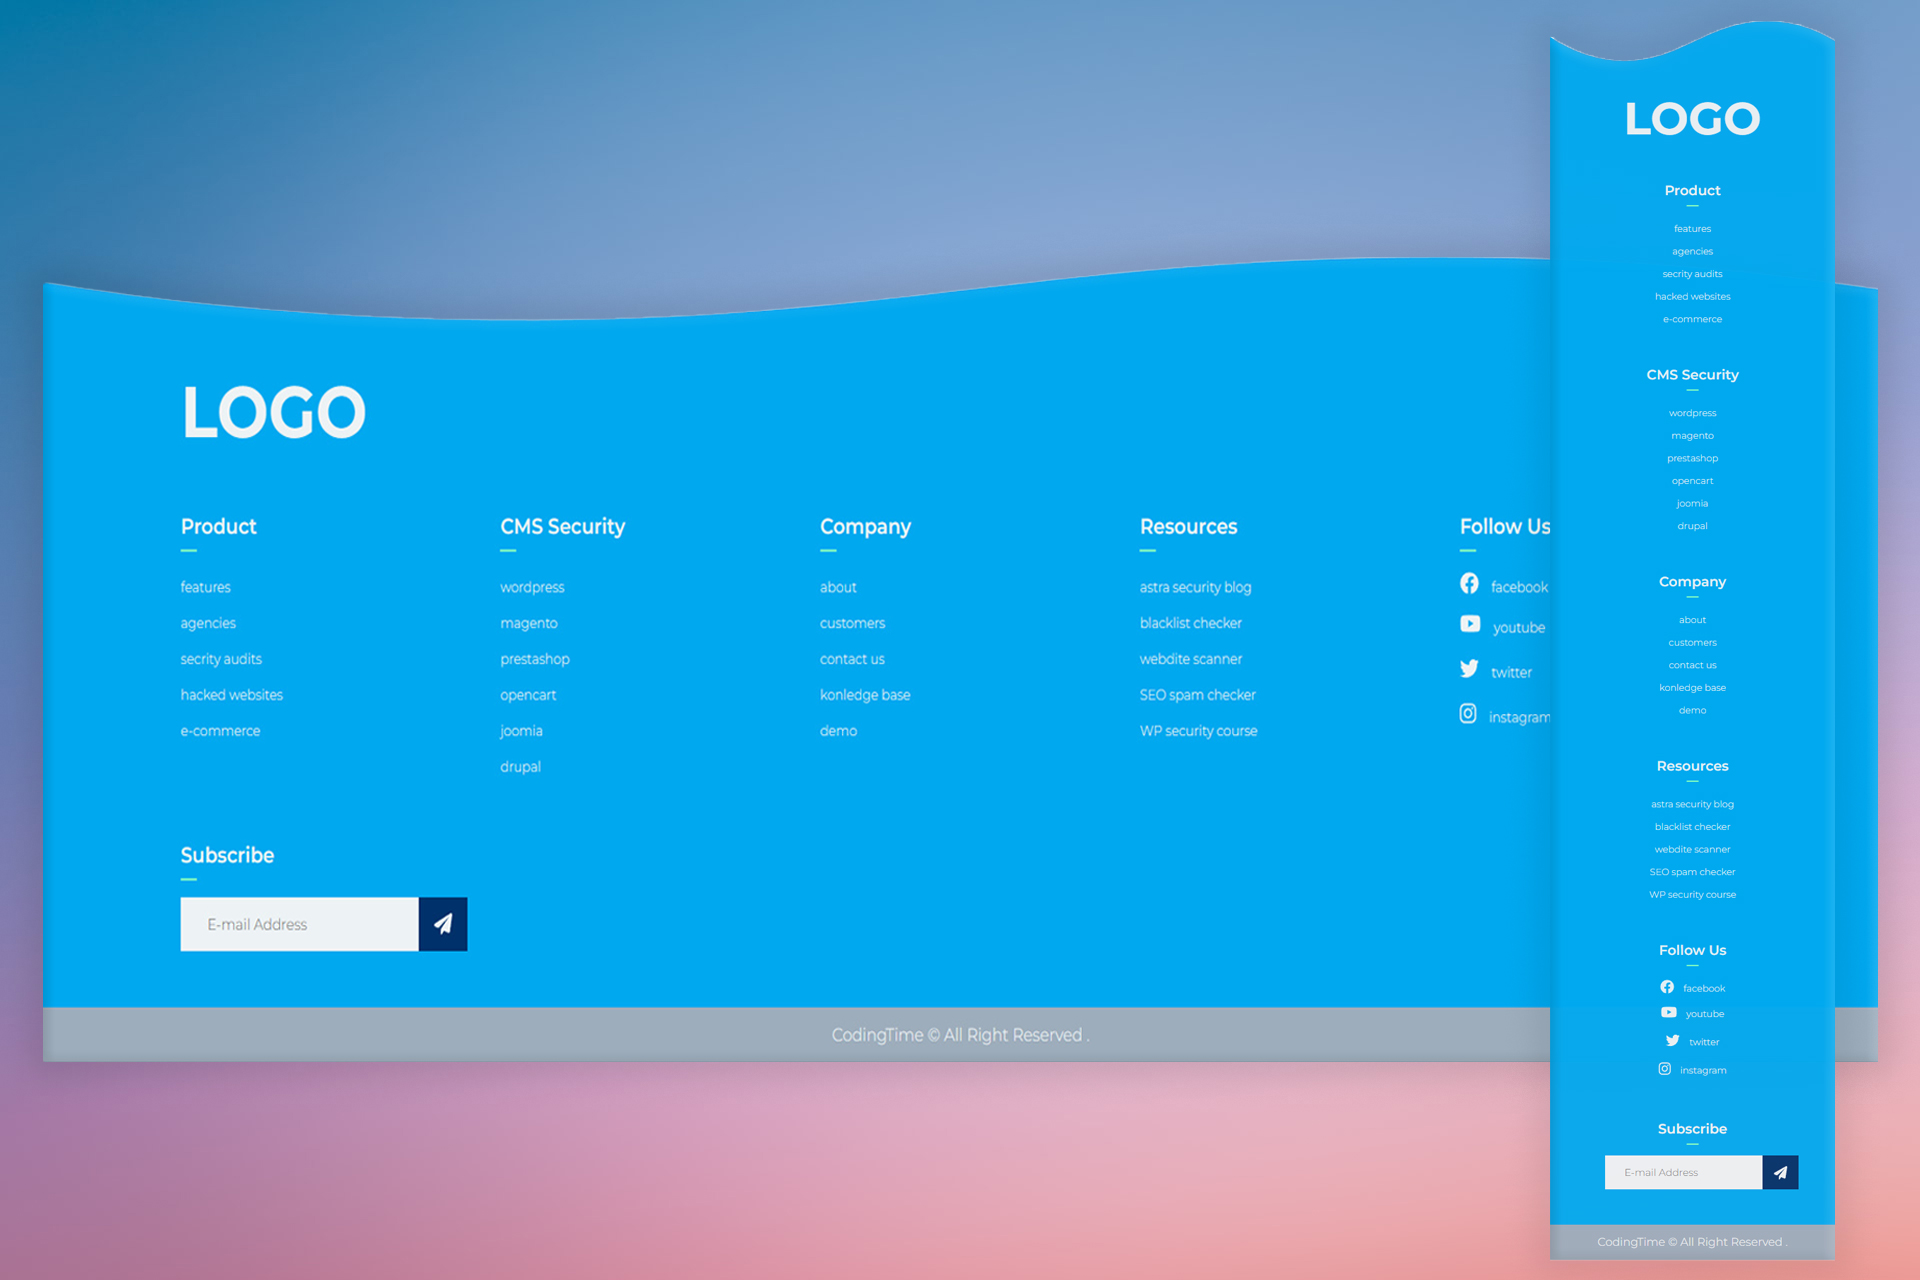 LOGO
Product
features
agencies
secrity audits
hacked websites
e-commerce
CMS Security
wordpress
magento
prestashop
opencart
joomia
drupal
Company
about
customers
contact us
konledge base
demo
Resources
astra security blog
blacklist checker
webdite scanner
SEO spam checker
WP security course
Follow Us
facebook
youtube
twitter
instagram
Subscribe
E-mail Address
CodingTime © All Right Reserved .
LOGO
Product
features
agencies
secrity audits
hacked websites
e-commerce
CMS Security
wordpress
magento
prestashop
opencart
joomia
drupal
Company
about
customers
contact us
konledge base
demo
Resources
astra security blog
blacklist checker
webdite scanner
SEO spam checker
WP security course
Follow Us
facebook
youtube
twitter
instagram
Subscribe
E-mail Address
CodingTime © All Right Reserved .